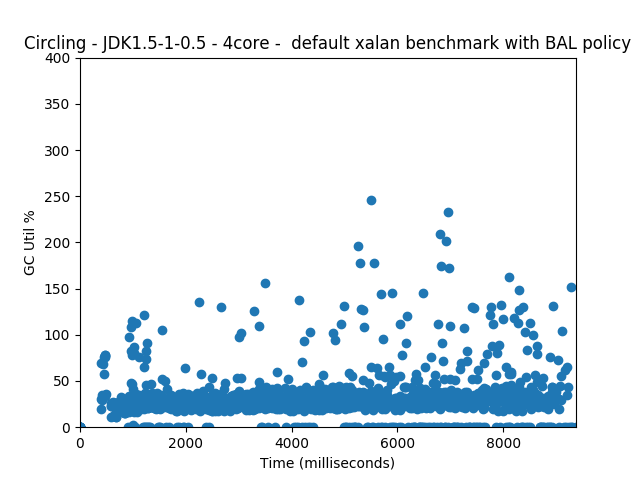 Circling - JDK1.5-1-0.5 - 4core -  default xalan benchmark with BAL policy
400
350
300
250
200
150
100
50
0
GC Util %
0 2000 4000 6000 8000
Time (milliseconds)